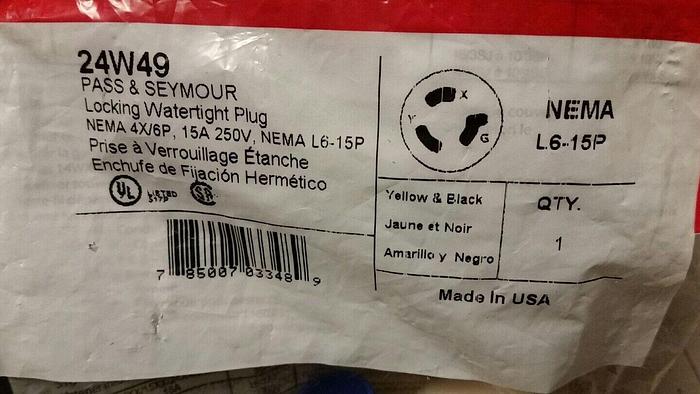 24W49
PASS & SEYMOUR
Locking Watertight Plug
NEMA 4X/6P, 15A 250V, NEMA L6-15P
Prise à Verrouillage Étanche
Enchufe de Fijación Hermético
UL LISTED
7 85007 03348 9
X
Y
G
NEMA
L6-15P
Yellow & Black
Jaune et Noir
Amarillo y Negro
QTY.
1
Made In USA